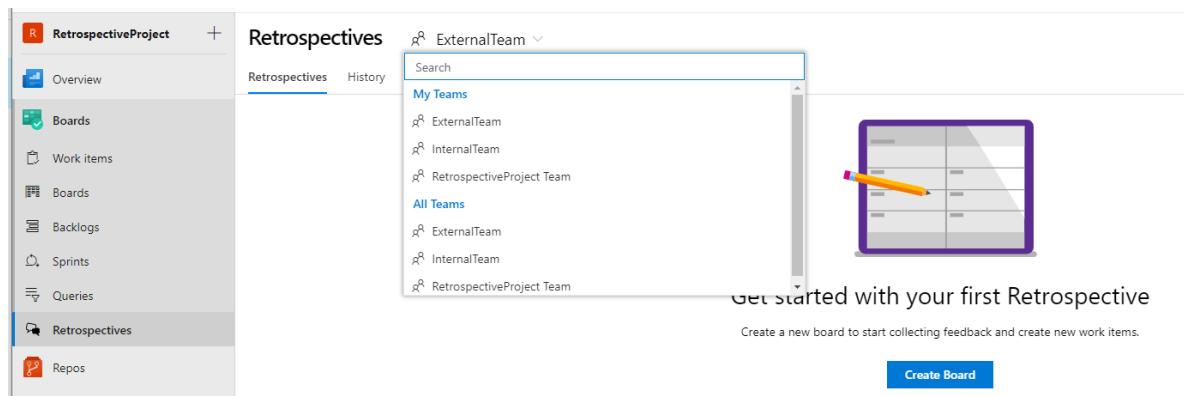 R RetrospectiveProject +
Overview
Boards
Work items
Boards
Backlogs
Sprints
Queries
Retrospectives
Repos
Retrospectives ExternalTeam
Retrospectives History
Search
My Teams
ExternalTeam
InternalTeam
RetrospectiveProject Team
All Teams
ExternalTeam
InternalTeam
RetrospectiveProject Team
Get started with your first Retrospective
Create a new board to start collecting feedback and create new work items.
Create Board